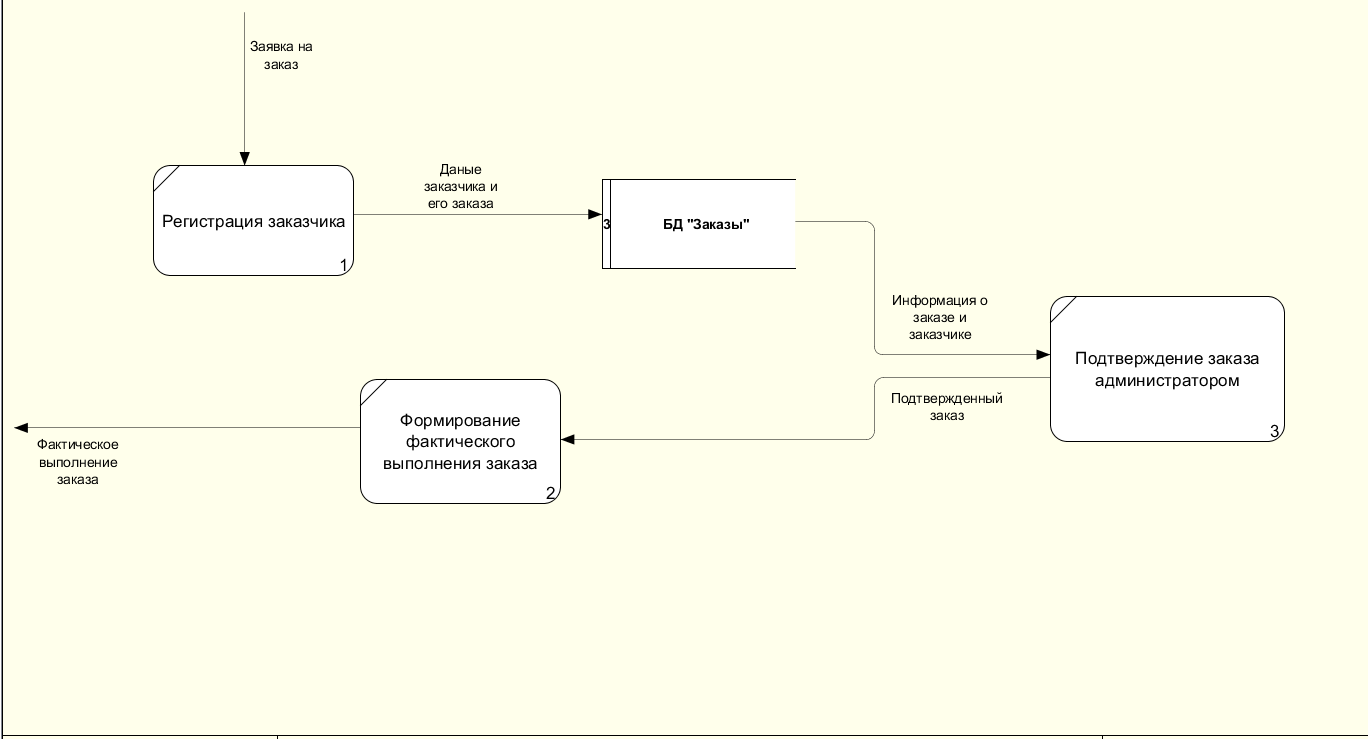 Заявка на
заказ
Регистрация заказчика
1
Даные
заказчика и
его заказа
3
БД "Заказы"
Информация о
заказе и
заказчике
Подтверждение заказа
администратором
3
Подтвержденный
заказ
Формирование
фактического
выполнения заказа
2
Фактическое
выполнение
заказа